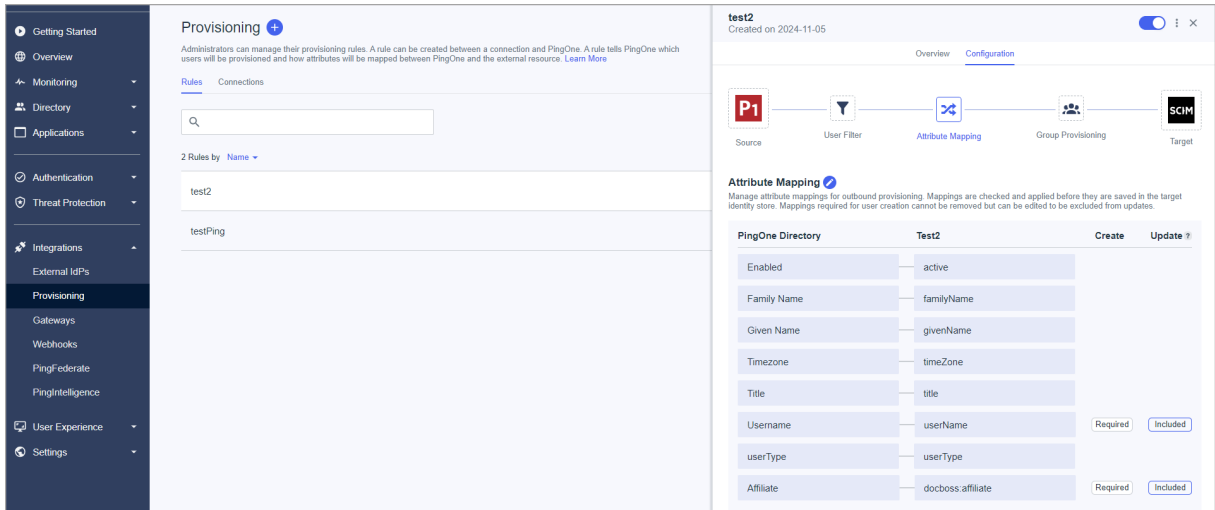 Getting Started
Overview
Monitoring
Directory
Applications
Authentication
Threat Protection
Integrations
External IdPs
Provisioning
Gateways
Webhooks
PingFederate
PingIntelligence
User Experience
Settings
Provisioning
Administrators can manage their provisioning rules. A rule can be created between a connection and PingOne. A rule tells PingOne which
users will be provisioned and how attributes will be mapped between PingOne and the external resource. Learn More
Rules Connections
2 Rules by Name
test2
testPing
test2
Created on 2024-11-05
Overview Configuration
P1 SCIM
Source User Filter Attribute Mapping Group Provisioning Target
Attribute Mapping
Manage attribute mappings for outbound provisioning. Mappings are checked and applied before they are saved in the target
identity store. Mappings required for user creation cannot be removed but can be edited to be excluded from updates.
PingOne Directory Test2 Create Update ?
Enabled active
Family Name familyName
Given Name givenName
Timezone timeZone
Title title
Username userName Required Included
userType userType
Affiliate docboss:affiliate Required Included